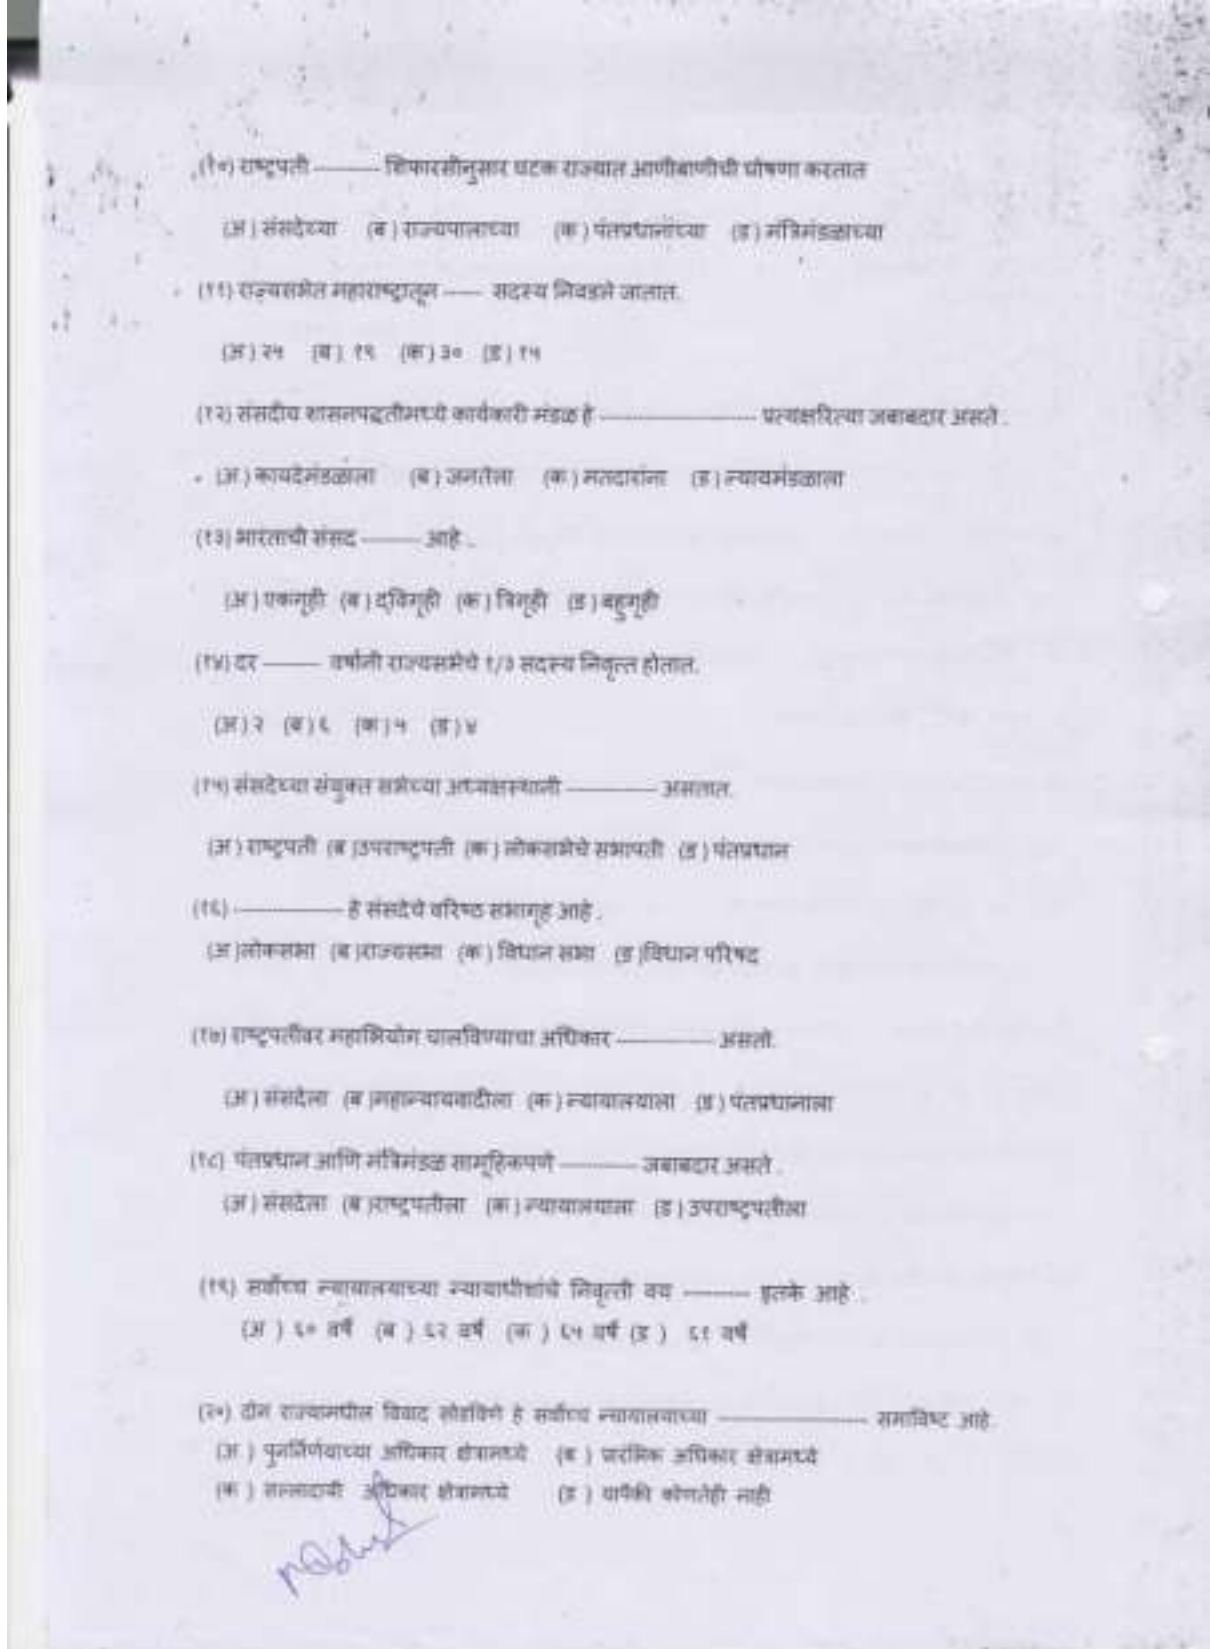 (१०) राष्ट्रपती ---------- शिफारसीनुसार घटक राज्यात आणीबाणीची घोषणा करतात
(अ) संसदेच्या (ब) राज्यपालाच्या (क) पंतप्रधानांच्या (ड) मंत्रिमंडळाच्या
(११) राज्यसभेत महाराष्ट्रातून ------ सदस्य निवडले जातात.
(अ) २५ (ब) १९ (क) ३० (ड) १५
(१२) संसदीय शासनपद्धतीमध्ये कार्यकारी मंडळ हे ---------------------- प्रत्यक्षरित्या जबाबदार असते .
(अ) कायदेमंडळाला (ब) जनतेला (क) मतदारांना (ड) न्यायमंडळाला
(१३) भारताची संसद --------- आहे .
(अ) एकगृही (ब) द्विगृही (क) त्रिगृही (ड) बहुगृही
(१४) दर --------- वर्षांनी राज्यसभेचे १/३ सदस्य निवृत्त होतात.
(अ) २ (ब) ६ (क) ५ (ड) ४
(१५) संसदेच्या संयुक्त सभेच्या अध्यक्षस्थानी ------------- असतात.
(अ) राष्ट्रपती (ब) उपराष्ट्रपती (क) लोकसभेचे सभापती (ड) पंतप्रधान
(१६) ---------------- हे संसदेचे वरिष्ठ सभागृह आहे .
(अ) लोकसभा (ब) राज्यसभा (क) विधान सभा (ड) विधान परिषद
(१७) राष्ट्रपतींवर महाभियोग चालविण्याचा अधिकार -------------- असतो.
(अ) संसदेला (ब) महान्यायवादीला (क) न्यायालयाला (ड) पंतप्रधानाला
(१८) पंतप्रधान आणि मंत्रिमंडळ सामूहिकपणे ----------- जबाबदार असते .
(अ) संसदेला (ब) राष्ट्रपतीला (क) न्यायालयाला (ड) उपराष्ट्रपतीला
(१९) सर्वोच्च न्यायालयाच्या न्यायाधीशांचे निवृत्ती वय ---------- इतके आहे .
(अ ) ६० वर्षे (ब ) ६२ वर्षे (क ) ६५ वर्षे (ड ) ६१ वर्षे
(२०) दोन राज्यामधील विवाद सोडविणे हे सर्वोच्च न्यायालयाच्या ---------------------- समाविष्ट आहे.
(अ ) पुनर्निर्णयाच्या अधिकार क्षेत्रामध्ये (ब ) प्रारंभिक अधिकार क्षेत्रामध्ये
(क ) सल्लादायी अधिकार क्षेत्रामध्ये (ड ) यापैकी कोणतेही नाही